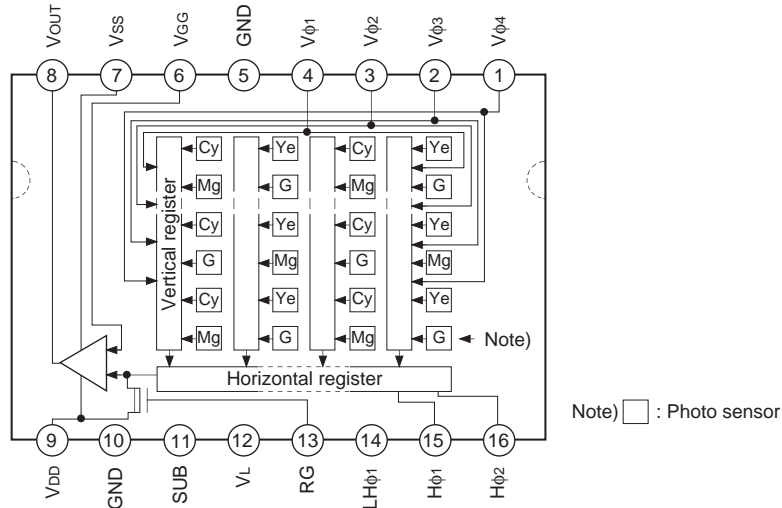 VOUT VSS VGG GND Vϕ1 Vϕ2 Vϕ3 Vϕ4
8 7 6 5 4 3 2 1
Vertical register
Cy Ye Cy Ye
Mg G Mg G
Cy Ye Cy Ye
G Mg G Mg
Cy Ye Cy Ye
Mg G Mg G
Note)
Horizontal register
Note) : Photo sensor
9 10 11 12 13 14 15 16
VDD GND SUB VL RG LHϕ1 Hϕ1 Hϕ2